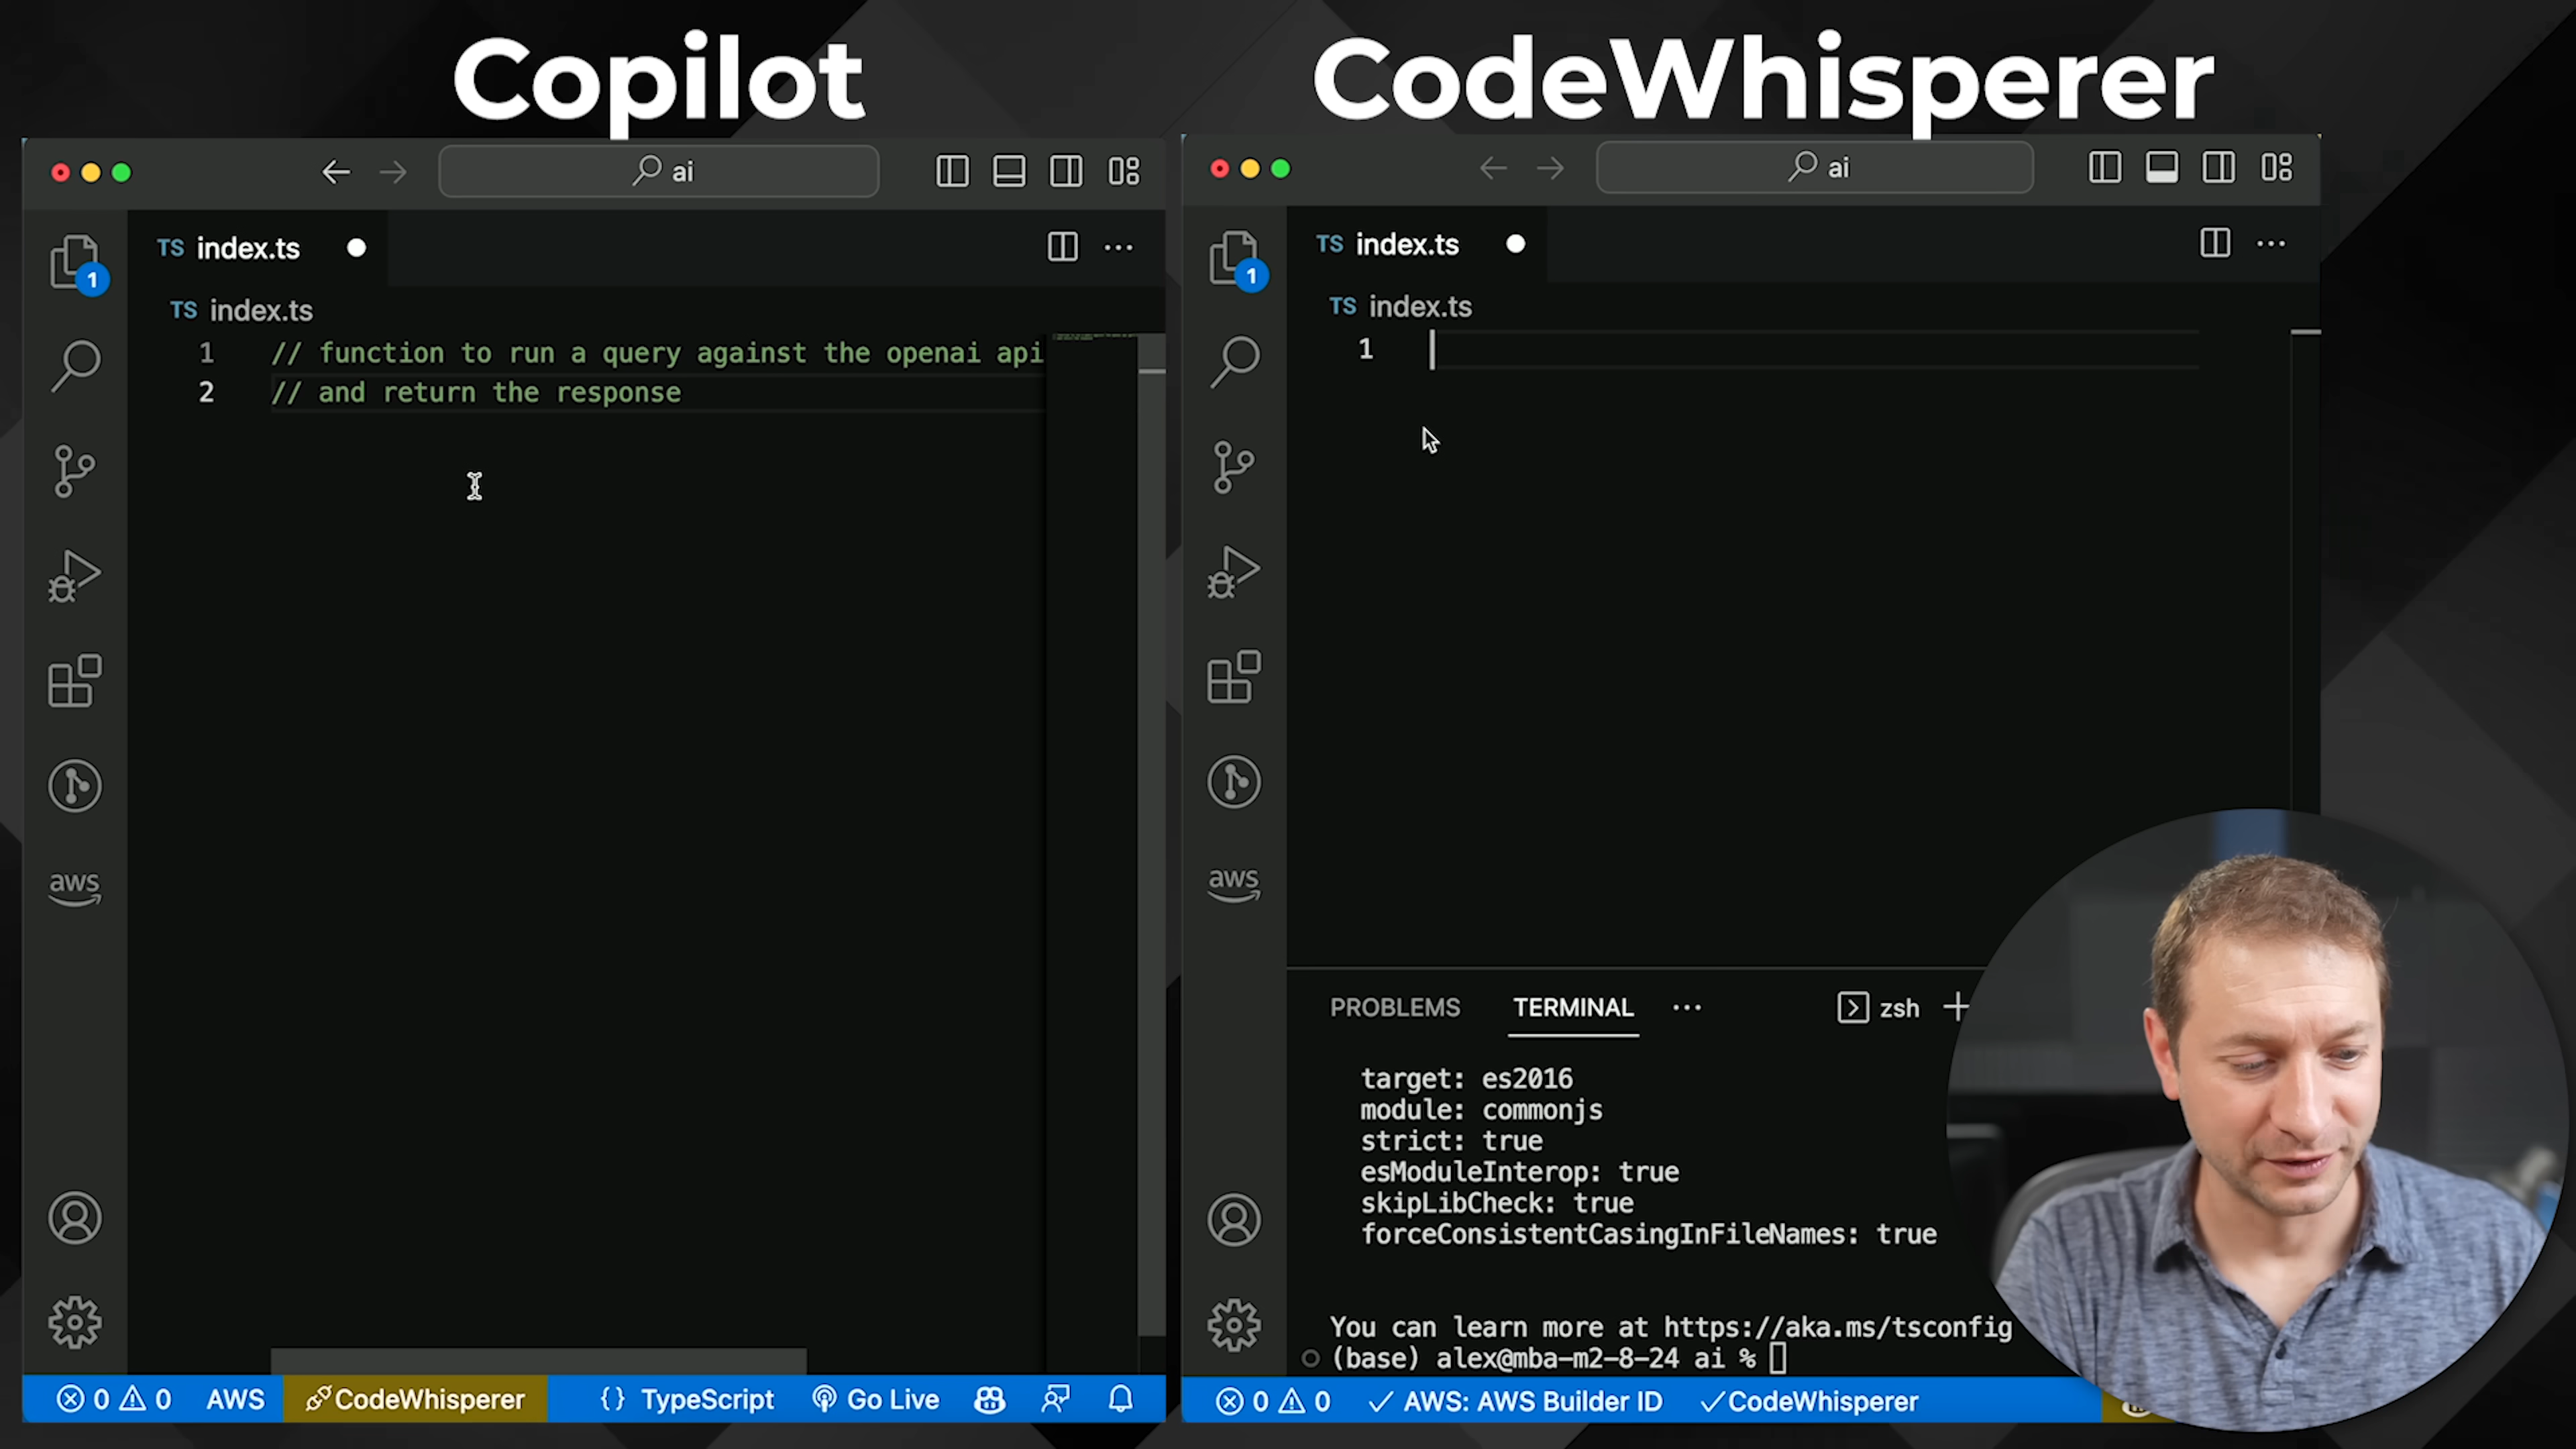 Copilot
CodeWhisperer
ai
TS index.ts
1
TS index.ts
1 // function to run a query against the openai api
2 // and return the response
aws
0 0 AWS CodeWhisperer {} TypeScript Go Live
ai
TS index.ts
1
TS index.ts
1
aws
PROBLEMS TERMINAL ··· zsh +
target: es2016
module: commonjs
strict: true
esModuleInterop: true
skipLibCheck: true
forceConsistentCasingInFileNames: true
You can learn more at https://aka.ms/tsconfig
(base) alex@mba-m2-8-24 ai %
0 0 ✓ AWS: AWS Builder ID ✓CodeWhisperer